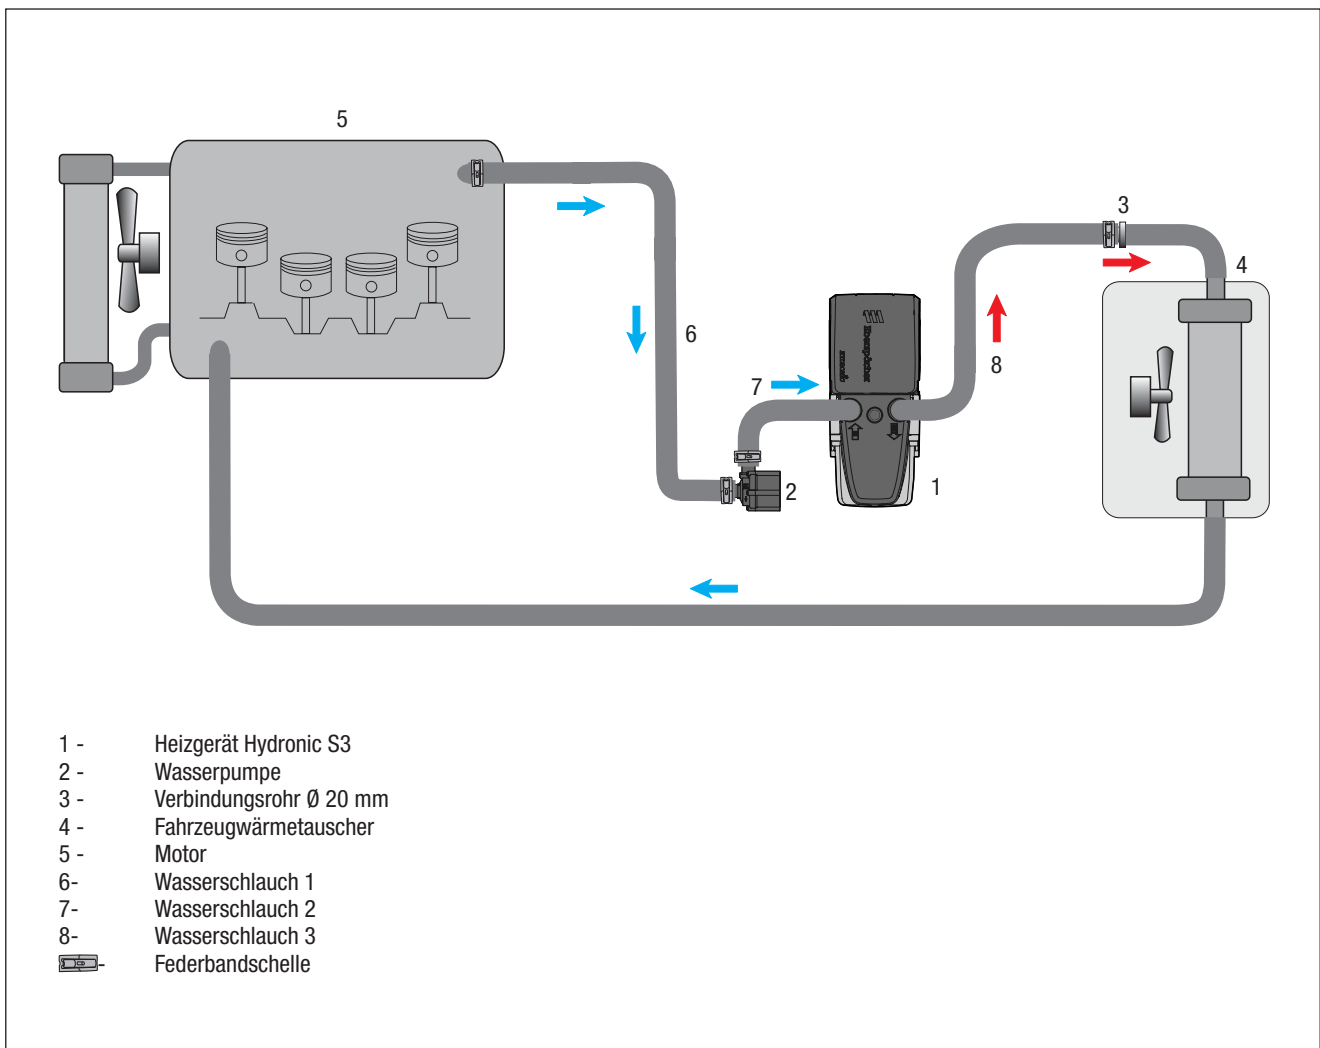 5
3
4
6
7
8
2
1
Eberspächer
1 - Heizgerät Hydronic S3
2 - Wasserpumpe
3 - Verbindungsrohr Ø 20 mm
4 - Fahrzeugwärmetauscher
5 - Motor
6- Wasserschlauch 1
7- Wasserschlauch 2
8- Wasserschlauch 3
- Federbandschelle